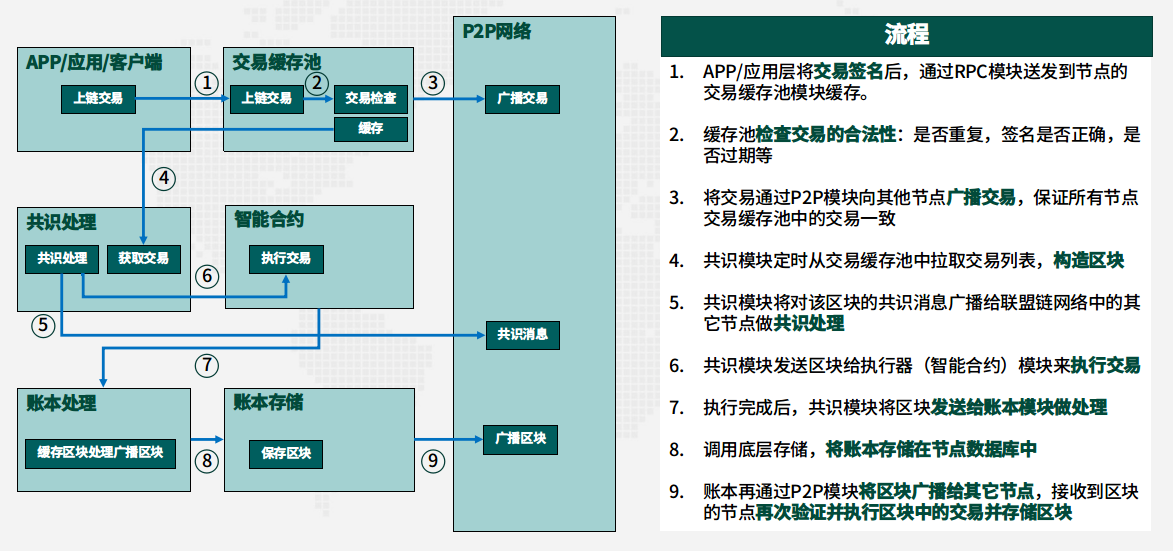 P2P网络
APP/应用/客户端
交易缓存池
上链交易
①
上链交易
②
交易检查
③
广播交易
缓存
④
共识处理
智能合约
共识处理
获取交易
⑥
执行交易
⑤
共识消息
⑦
账本处理
账本存储
缓存区块处理广播区块
⑧
保存区块
⑨
广播区块
流程
1. APP/应用层将交易签名后，通过RPC模块送发到节点的
交易缓存池模块缓存。
2. 缓存池检查交易的合法性：是否重复，签名是否正确，是
否过期等
3. 将交易通过P2P模块向其他节点广播交易，保证所有节点
交易缓存池中的交易一致
4. 共识模块定时从交易缓存池中拉取交易列表，构造区块
5. 共识模块将对该区块的共识消息广播给联盟链网络中的其
它节点做共识处理
6. 共识模块发送区块给执行器（智能合约）模块来执行交易
7. 执行完成后，共识模块将区块发送给账本模块做处理
8. 调用底层存储，将账本存储在节点数据库中
9. 账本再通过P2P模块将区块广播给其它节点，接收到区块
的节点再次验证并执行区块中的交易并存储区块